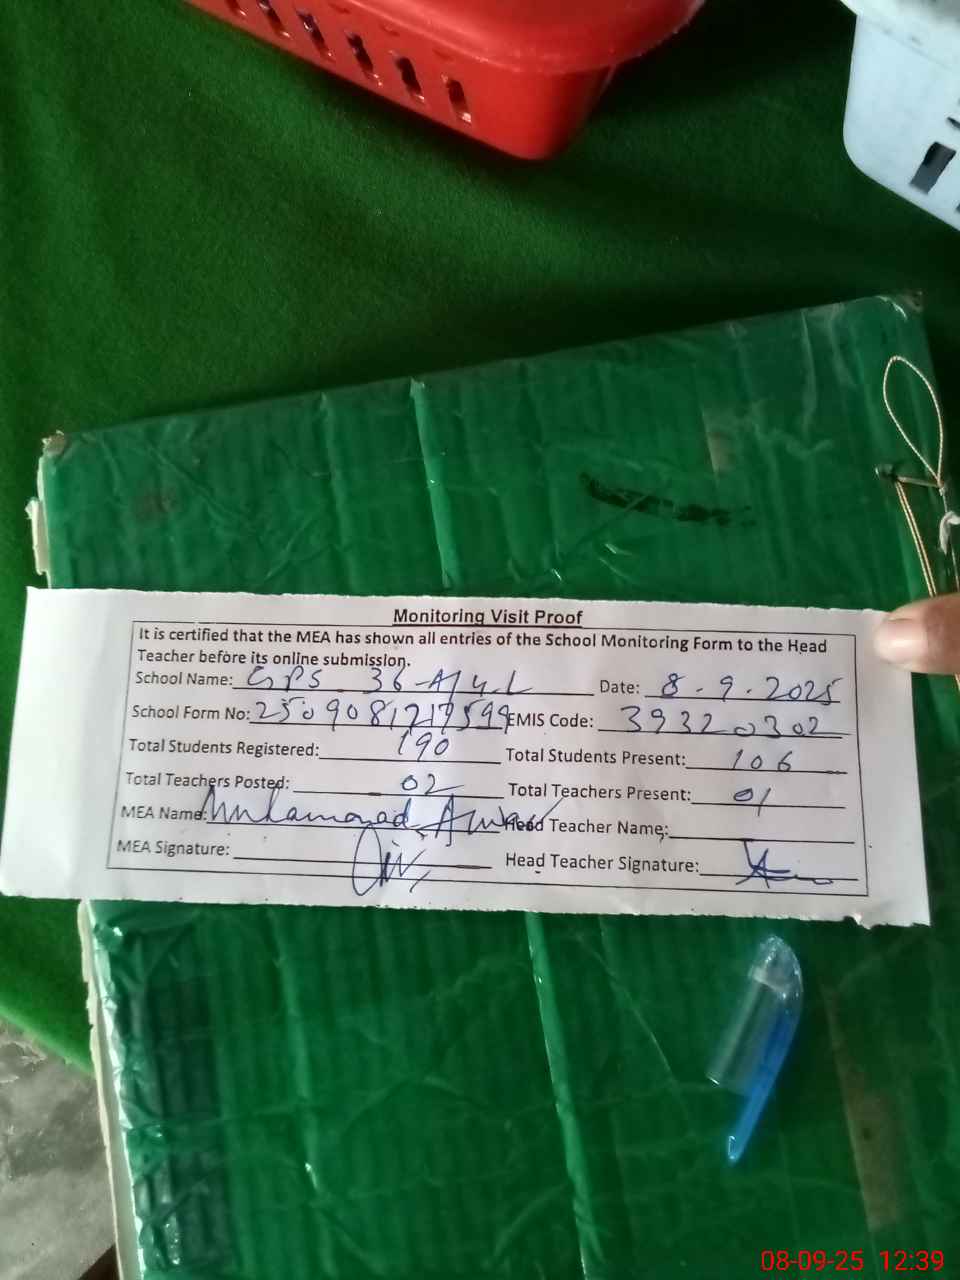 Monitoring Visit Proof
It is certified that the MEA has shown all entries of the School Monitoring Form to the Head
Teacher before its online submission.
School Name: GPS 36-A/4.L Date: 8-9-2025
School Form No: EMIS Code: 39320302
Total Students Registered: 190 Total Students Present: 106
Total Teachers Posted: 02 Total Teachers Present: 01
MEA Name: Muhammad Head Teacher Name:
MEA Signature: Head Teacher Signature:
08-09-25 12:39